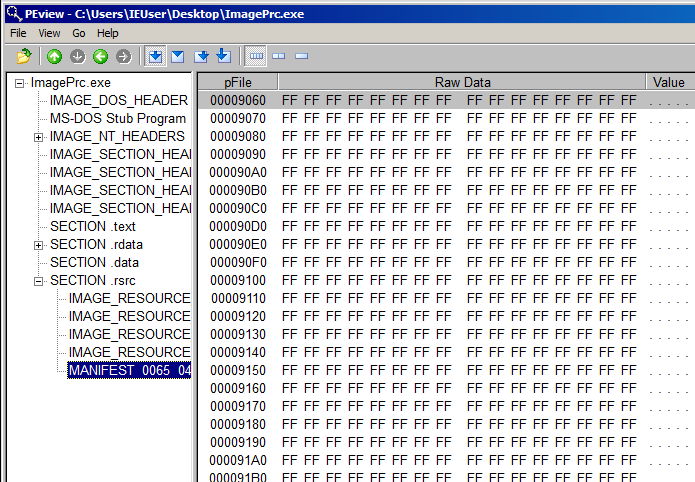 PEview - C:\Users\IEUser\Desktop\ImagePrc.exe
File View Go Help
ImagePrc.exe
IMAGE_DOS_HEADER
MS-DOS Stub Program
IMAGE_NT_HEADERS
IMAGE_SECTION_HEA
IMAGE_SECTION_HEA
IMAGE_SECTION_HEA
IMAGE_SECTION_HEA
SECTION .text
SECTION .rdata
SECTION .data
SECTION .rsrc
IMAGE_RESOURCE
IMAGE_RESOURCE
IMAGE_RESOURCE
IMAGE_RESOURCE
MANIFEST 0065 04
pFile Raw Data Value
00009060 FF FF FF FF FF FF FF FF FF FF FF FF FF FF FF FF . . . . .
00009070 FF FF FF FF FF FF FF FF FF FF FF FF FF FF FF FF . . . . .
00009080 FF FF FF FF FF FF FF FF FF FF FF FF FF FF FF FF . . . . .
00009090 FF FF FF FF FF FF FF FF FF FF FF FF FF FF FF FF . . . . .
000090A0 FF FF FF FF FF FF FF FF FF FF FF FF FF FF FF FF . . . . .
000090B0 FF FF FF FF FF FF FF FF FF FF FF FF FF FF FF FF . . . . .
000090C0 FF FF FF FF FF FF FF FF FF FF FF FF FF FF FF FF . . . . .
000090D0 FF FF FF FF FF FF FF FF FF FF FF FF FF FF FF FF . . . . .
000090E0 FF FF FF FF FF FF FF FF FF FF FF FF FF FF FF FF . . . . .
000090F0 FF FF FF FF FF FF FF FF FF FF FF FF FF FF FF FF . . . . .
00009100 FF FF FF FF FF FF FF FF FF FF FF FF FF FF FF FF . . . . .
00009110 FF FF FF FF FF FF FF FF FF FF FF FF FF FF FF FF . . . . .
00009120 FF FF FF FF FF FF FF FF FF FF FF FF FF FF FF FF . . . . .
00009130 FF FF FF FF FF FF FF FF FF FF FF FF FF FF FF FF . . . . .
00009140 FF FF FF FF FF FF FF FF FF FF FF FF FF FF FF FF . . . . .
00009150 FF FF FF FF FF FF FF FF FF FF FF FF FF FF FF FF . . . . .
00009160 FF FF FF FF FF FF FF FF FF FF FF FF FF FF FF FF . . . . .
00009170 FF FF FF FF FF FF FF FF FF FF FF FF FF FF FF FF . . . . .
00009180 FF FF FF FF FF FF FF FF FF FF FF FF FF FF FF FF . . . . .
00009190 FF FF FF FF FF FF FF FF FF FF FF FF FF FF FF FF . . . . .
000091A0 FF FF FF FF FF FF FF FF FF FF FF FF FF FF FF FF . . . . .
000091B0 FF FF FF FF FF FF FF FF FF FF FF FF FF FF FF FF . . . . .